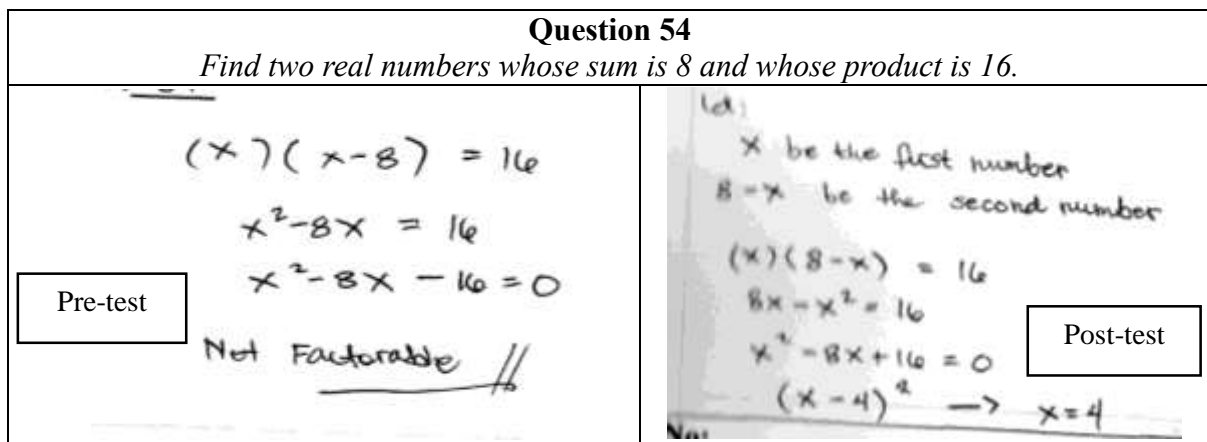 Question 54
Find two real numbers whose sum is 8 and whose product is 16.
(x)(x-8) = 16
x²-8x = 16
x²-8x-16=0
Pre-test
Not Factorable
let:
x be the first number
8-x be the second number
(x)(8-x) = 16
8x-x² = 16
x²-8x+16 = 0
Post-test
(x-4)² → x=4